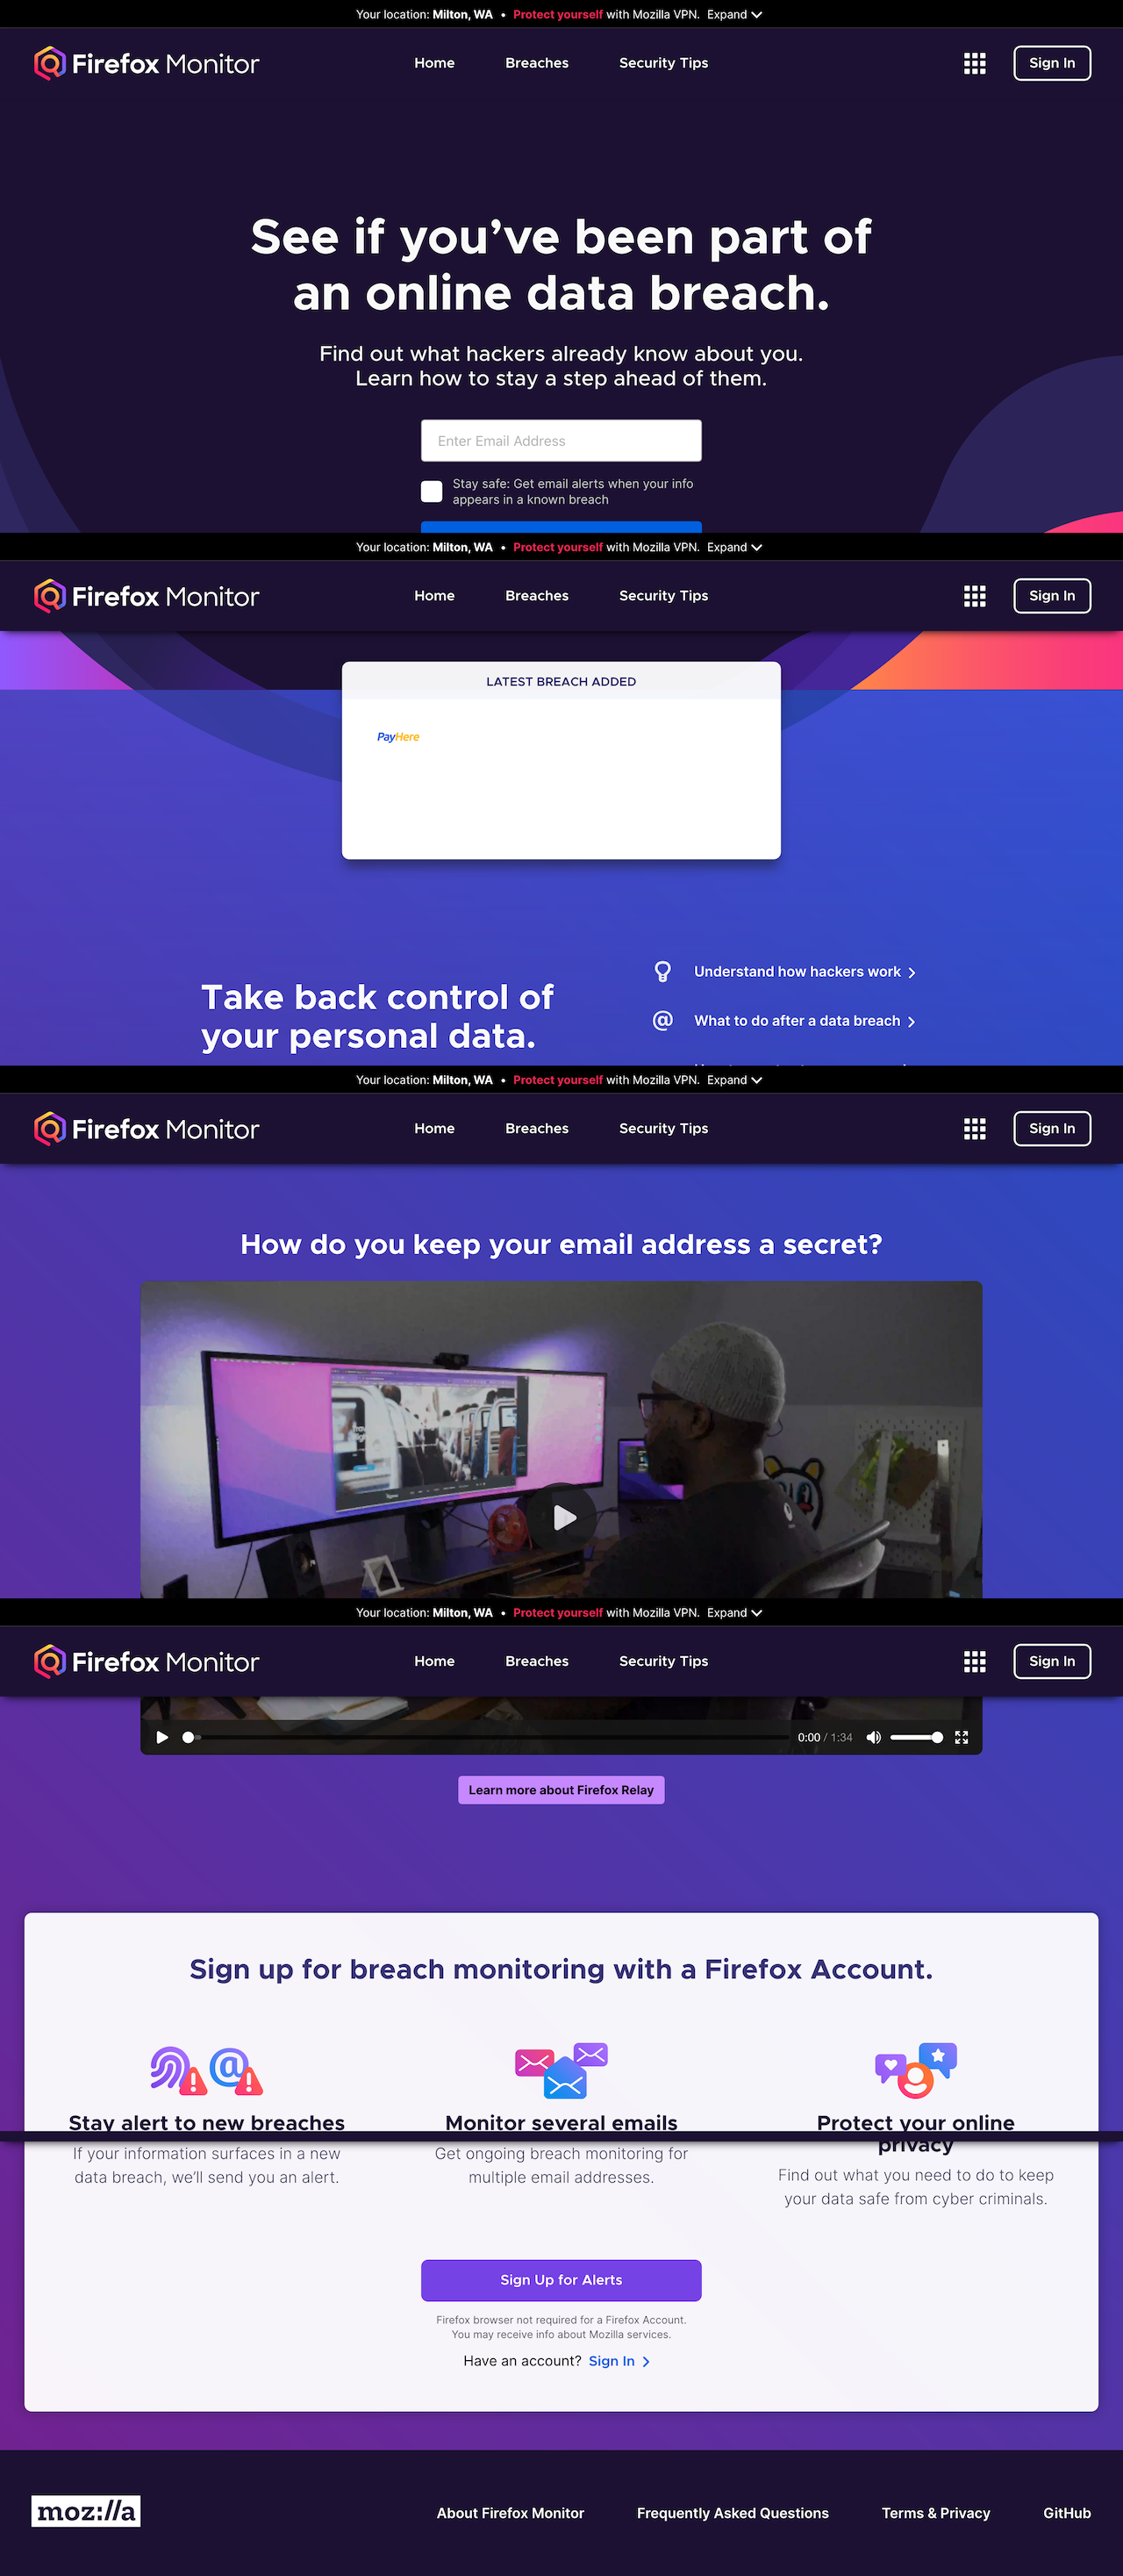 Your location: Milton, WA • Protect yourself with Mozilla VPN. Expand
Firefox Monitor
Home
Breaches
Security Tips
Sign In
See if you’ve been part of
an online data breach.
Find out what hackers already know about you.
Learn how to stay a step ahead of them.
Enter Email Address
Stay safe: Get email alerts when your info
appears in a known breach
Your location: Milton, WA • Protect yourself with Mozilla VPN. Expand
Firefox Monitor
Home
Breaches
Security Tips
Sign In
LATEST BREACH ADDED
PayHere
Understand how hackers work
Take back control of
your personal data.
What to do after a data breach
Your location: Milton, WA • Protect yourself with Mozilla VPN. Expand
Firefox Monitor
Home
Breaches
Security Tips
Sign In
How do you keep your email address a secret?
Your location: Milton, WA • Protect yourself with Mozilla VPN. Expand
Firefox Monitor
Home
Breaches
Security Tips
Sign In
0:00 / 1:34
Learn more about Firefox Relay
Sign up for breach monitoring with a Firefox Account.
Stay alert to new breaches
If your information surfaces in a new
data breach, we’ll send you an alert.
Monitor several emails
Get ongoing breach monitoring for
multiple email addresses.
Protect your online
privacy
Find out what you need to do to keep
your data safe from cyber criminals.
Sign Up for Alerts
Firefox browser not required for a Firefox Account.
You may receive info about Mozilla services.
Have an account? Sign In
moz://a
About Firefox Monitor
Frequently Asked Questions
Terms & Privacy
GitHub